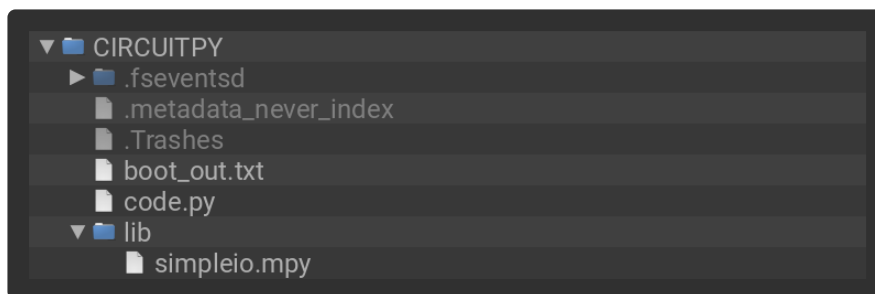 CIRCUITPY
.fseventsd
.metadata_never_index
.Trashes
boot_out.txt
code.py
lib
simpleio.mpy